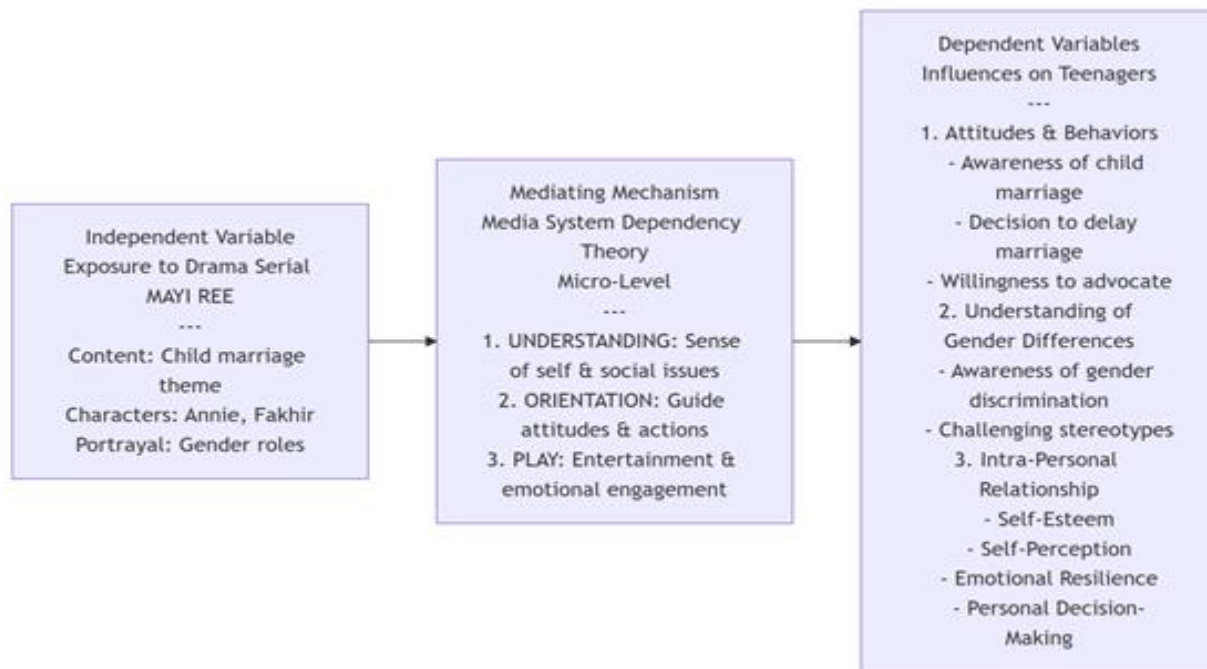 Independent Variable
Exposure to Drama Serial
MAYI REE
---
Content: Child marriage
theme
Characters: Annie, Fakhir
Portrayal: Gender roles
Mediating Mechanism
Media System Dependency
Theory
Micro-Level
---
1. UNDERSTANDING: Sense
of self & social issues
2. ORIENTATION: Guide
attitudes & actions
3. PLAY: Entertainment &
emotional engagement
Dependent Variables
Influences on Teenagers
---
1. Attitudes & Behaviors
- Awareness of child
marriage
- Decision to delay
marriage
- Willingness to advocate
2. Understanding of
Gender Differences
- Awareness of gender
discrimination
- Challenging stereotypes
3. Intra-Personal
Relationship
- Self-Esteem
- Self-Perception
- Emotional Resilience
- Personal Decision-
Making